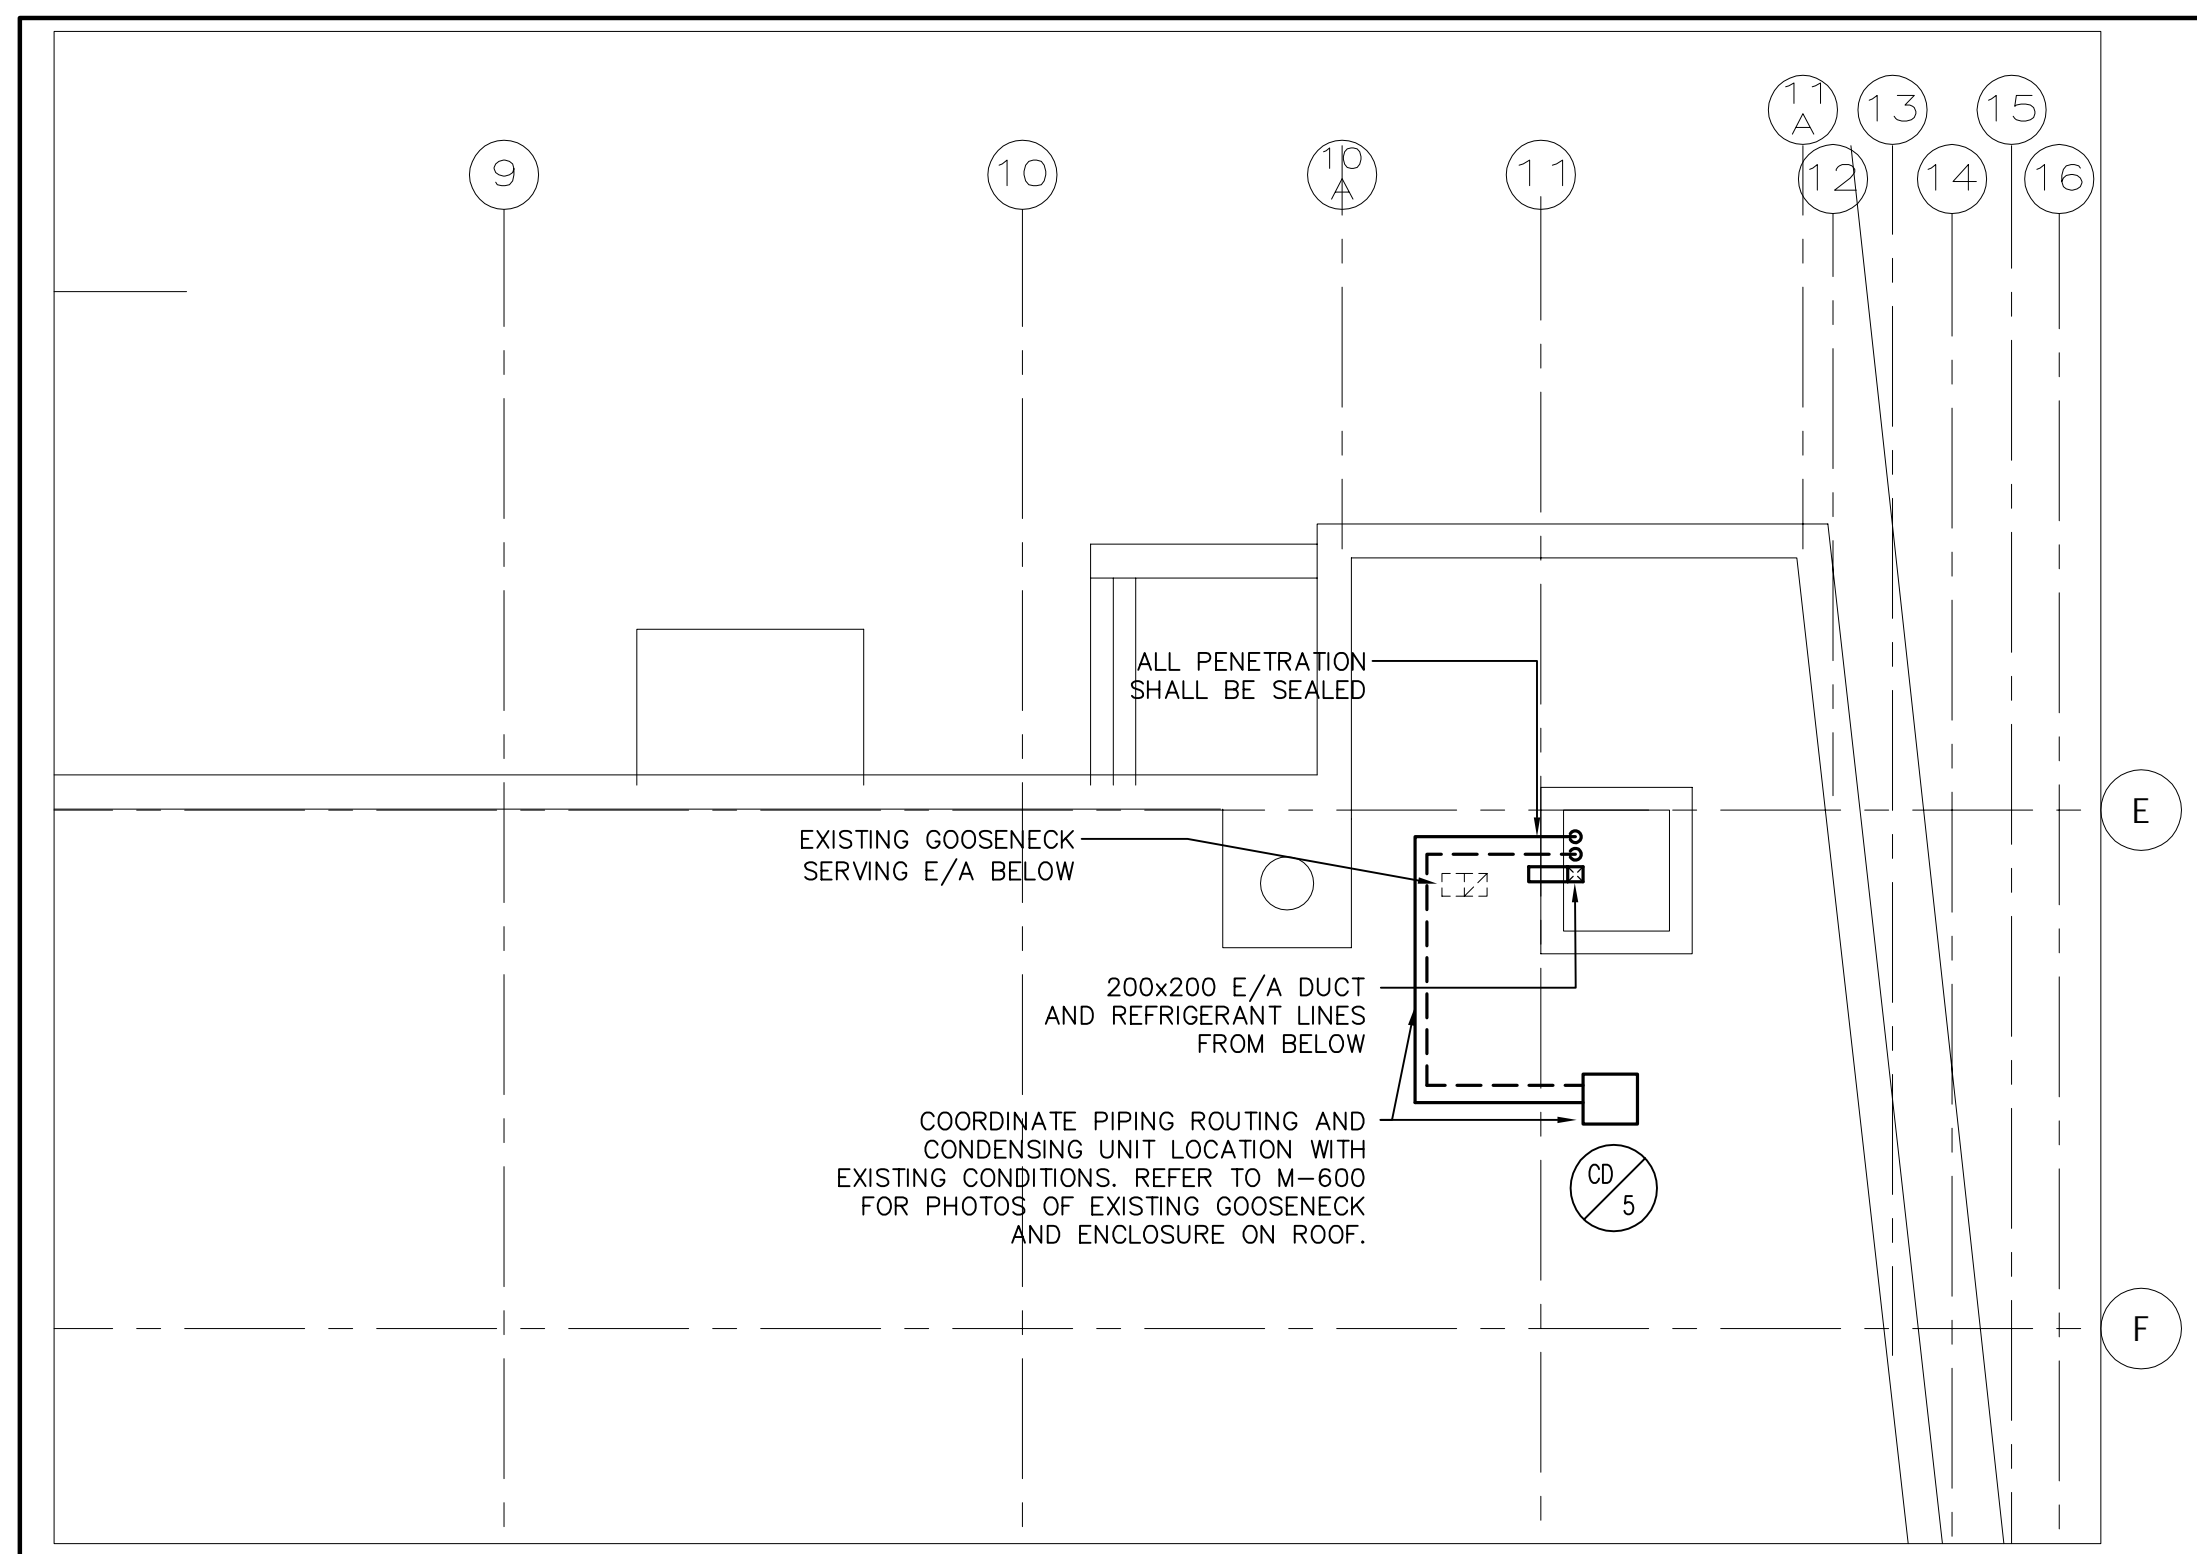 11
A
13
15
9
10
10
A
11
12
14
16
ALL PENETRATION
SHALL BE SEALED
E
EXISTING GOOSENECK
SERVING E/A BELOW
200x200 E/A DUCT
AND REFRIGERANT LINES
FROM BELOW
COORDINATE PIPING ROUTING AND
CONDENSING UNIT LOCATION WITH
EXISTING CONDITIONS. REFER TO M-600
FOR PHOTOS OF EXISTING GOOSENECK
AND ENCLOSURE ON ROOF.
CD
5
F